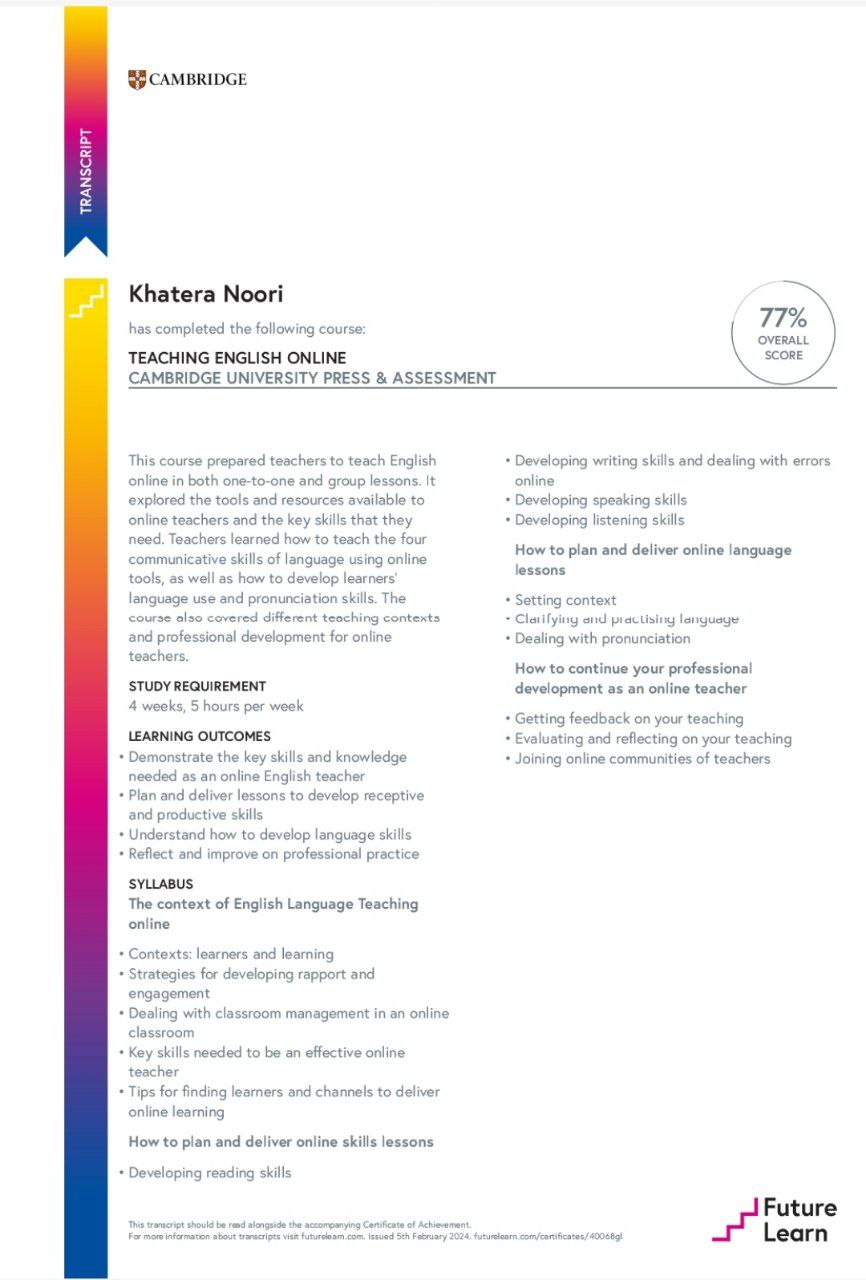 CAMBRIDGE
TRANSCRIPT
Khatera Noori
has completed the following course:
TEACHING ENGLISH ONLINE
CAMBRIDGE UNIVERSITY PRESS & ASSESSMENT
77%
OVERALL
SCORE
This course prepared teachers to teach English
online in both one-to-one and group lessons. It
explored the tools and resources available to
online teachers and the key skills that they
need. Teachers learned how to teach the four
communicative skills of language using online
tools, as well as how to develop learners'
language use and pronunciation skills. The
course also covered different teaching contexts
and professional development for online
teachers.
STUDY REQUIREMENT
4 weeks, 5 hours per week
LEARNING OUTCOMES
• Demonstrate the key skills and knowledge
needed as an online English teacher
• Plan and deliver lessons to develop receptive
and productive skills
• Understand how to develop language skills
• Reflect and improve on professional practice
SYLLABUS
The context of English Language Teaching
online
• Contexts: learners and learning
• Strategies for developing rapport and
engagement
• Dealing with classroom management in an online
classroom
• Key skills needed to be an effective online
teacher
• Tips for finding learners and channels to deliver
online learning
How to plan and deliver online skills lessons
• Developing reading skills
• Developing writing skills and dealing with errors
online
• Developing speaking skills
• Developing listening skills
How to plan and deliver online language
lessons
• Setting context
• Clarifying and practising language
• Dealing with pronunciation
How to continue your professional
development as an online teacher
• Getting feedback on your teaching
• Evaluating and reflecting on your teaching
• Joining online communities of teachers
This transcript should be read alongside the accompanying Certificate of Achievement.
For more information about transcripts visit futurelearn.com. Issued 5th February 2024. futurelearn.com/certificates/40068gl
Future
Learn